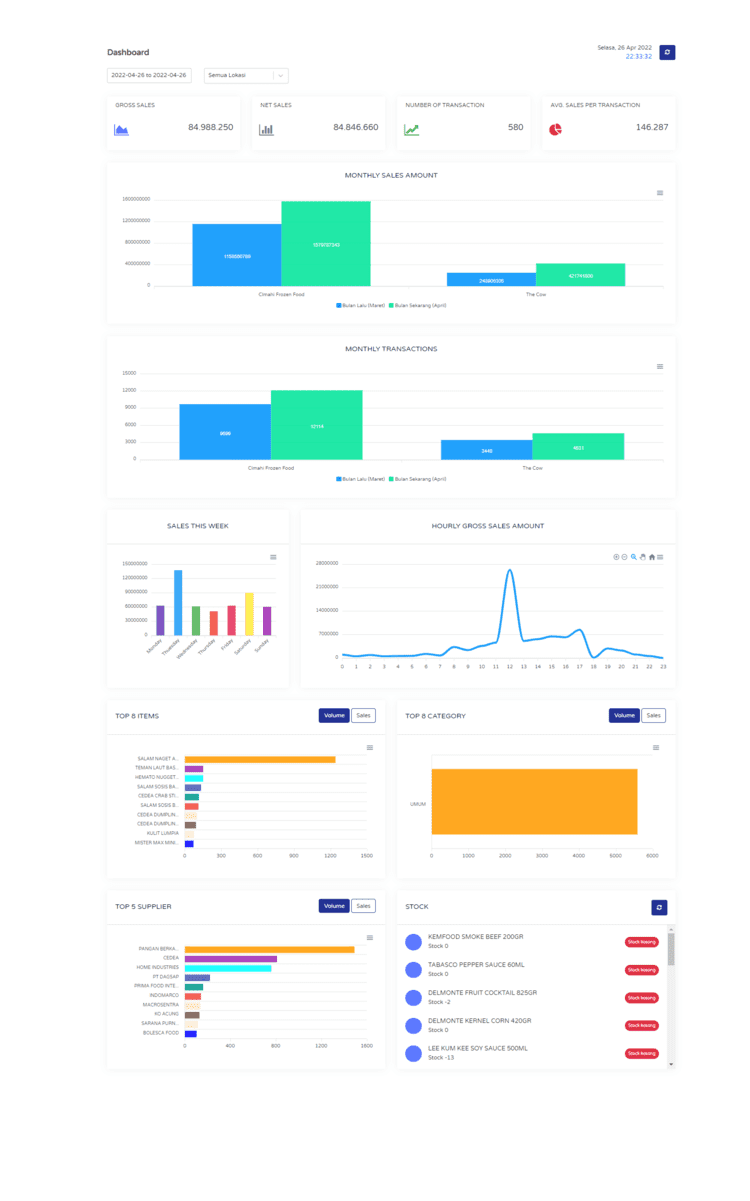 Dashboard
Selasa, 26 Apr 2022
22:33:32
2022-04-26 to 2022-04-26
Semua Lokasi
GROSS SALES
84.988.250
NET SALES
84.846.660
NUMBER OF TRANSACTION
580
AVG. SALES PER TRANSACTION
146.287
MONTHLY SALES AMOUNT
1600000000
1200000000
800000000
400000000
0
Cimahi Frozen Food
The Cow
Bulan Lalu (Maret)
Bulan Sekarang (April)
MONTHLY TRANSACTIONS
15000
12000
9000
6000
3000
0
Cimahi Frozen Food
The Cow
Bulan Lalu (Maret)
Bulan Sekarang (April)
SALES THIS WEEK
150000000
120000000
90000000
60000000
30000000
0
Monday
Thuesday
Wednesday
Thursday
Friday
Saturday
Sunday
HOURLY GROSS SALES AMOUNT
28000000
21000000
14000000
7000000
0
0 1 2 3 4 5 6 7 8 9 10 11 12 13 14 15 16 17 18 19 20 21 22 23
TOP 8 ITEMS
Volume
Sales
SALAM NAGET A...
TEMAN LAUT BAS...
HEMATO NUGGET...
SALAM SOSIS BA...
CEDEA CRAB STI...
SALAM SOSIS B...
CEDEA DUMPLIN...
CEDEA DUMPLIN...
KULIT LUMPIA
MISTER MAX MINI...
0 300 600 900 1200 1500
TOP 8 CATEGORY
Volume
Sales
UMUM
0 1000 2000 3000 4000 5000 6000
TOP 5 SUPPLIER
Volume
Sales
PANGAN BERKA...
CEDEA
HOME INDUSTRIES
PT DAGSAP
PRIMA FOOD INTE...
INDOMARCO
MACROSENTRA
KO ACUNG
SARANA PURN...
BOLESCA FOOD
0 400 800 1200 1600
STOCK
KEMFOOD SMOKE BEEF 200GR
Stock 0
Stock kosong
TABASCO PEPPER SAUCE 60ML
Stock 0
Stock kosong
DELMONTE FRUIT COCKTAIL 825GR
Stock -2
Stock kosong
DELMONTE KERNEL CORN 420GR
Stock 0
Stock kosong
LEE KUM KEE SOY SAUCE 500ML
Stock -13
Stock kosong